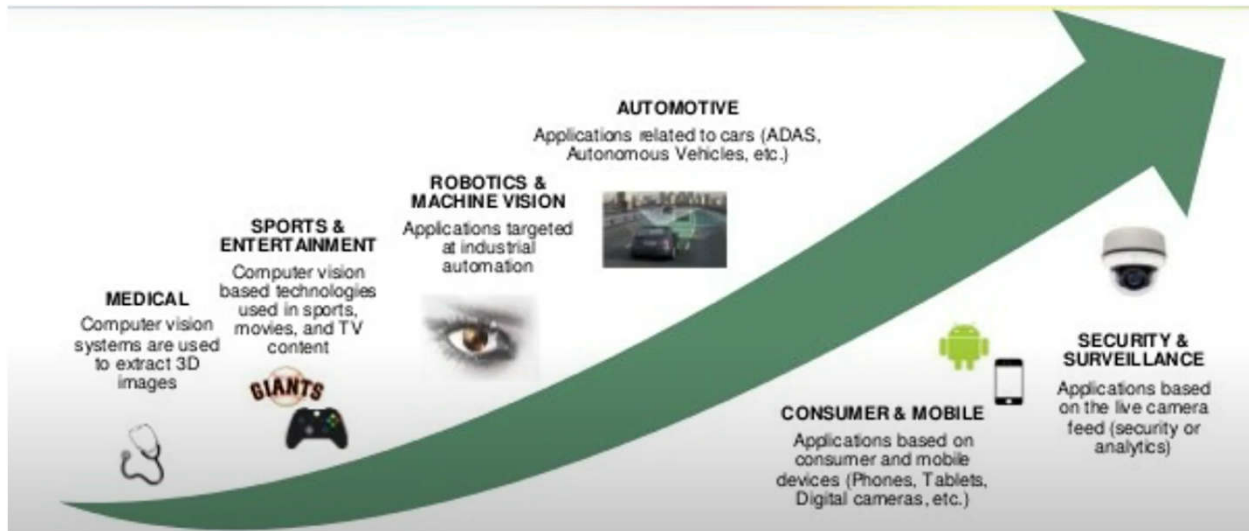 MEDICAL
Computer vision
systems are used
to extract 3D
images
SPORTS &
ENTERTAINMENT
Computer vision
based technologies
used in sports,
movies, and TV
content
GIANTS
ROBOTICS &
MACHINE VISION
Applications targeted
at industrial
automation
AUTOMOTIVE
Applications related to cars (ADAS,
Autonomous Vehicles, etc.)
CONSUMER & MOBILE
Applications based on
consumer and mobile
devices (Phones, Tablets,
Digital cameras, etc.)
SECURITY &
SURVEILLANCE
Applications based
on the live camera
feed (security or
analytics)